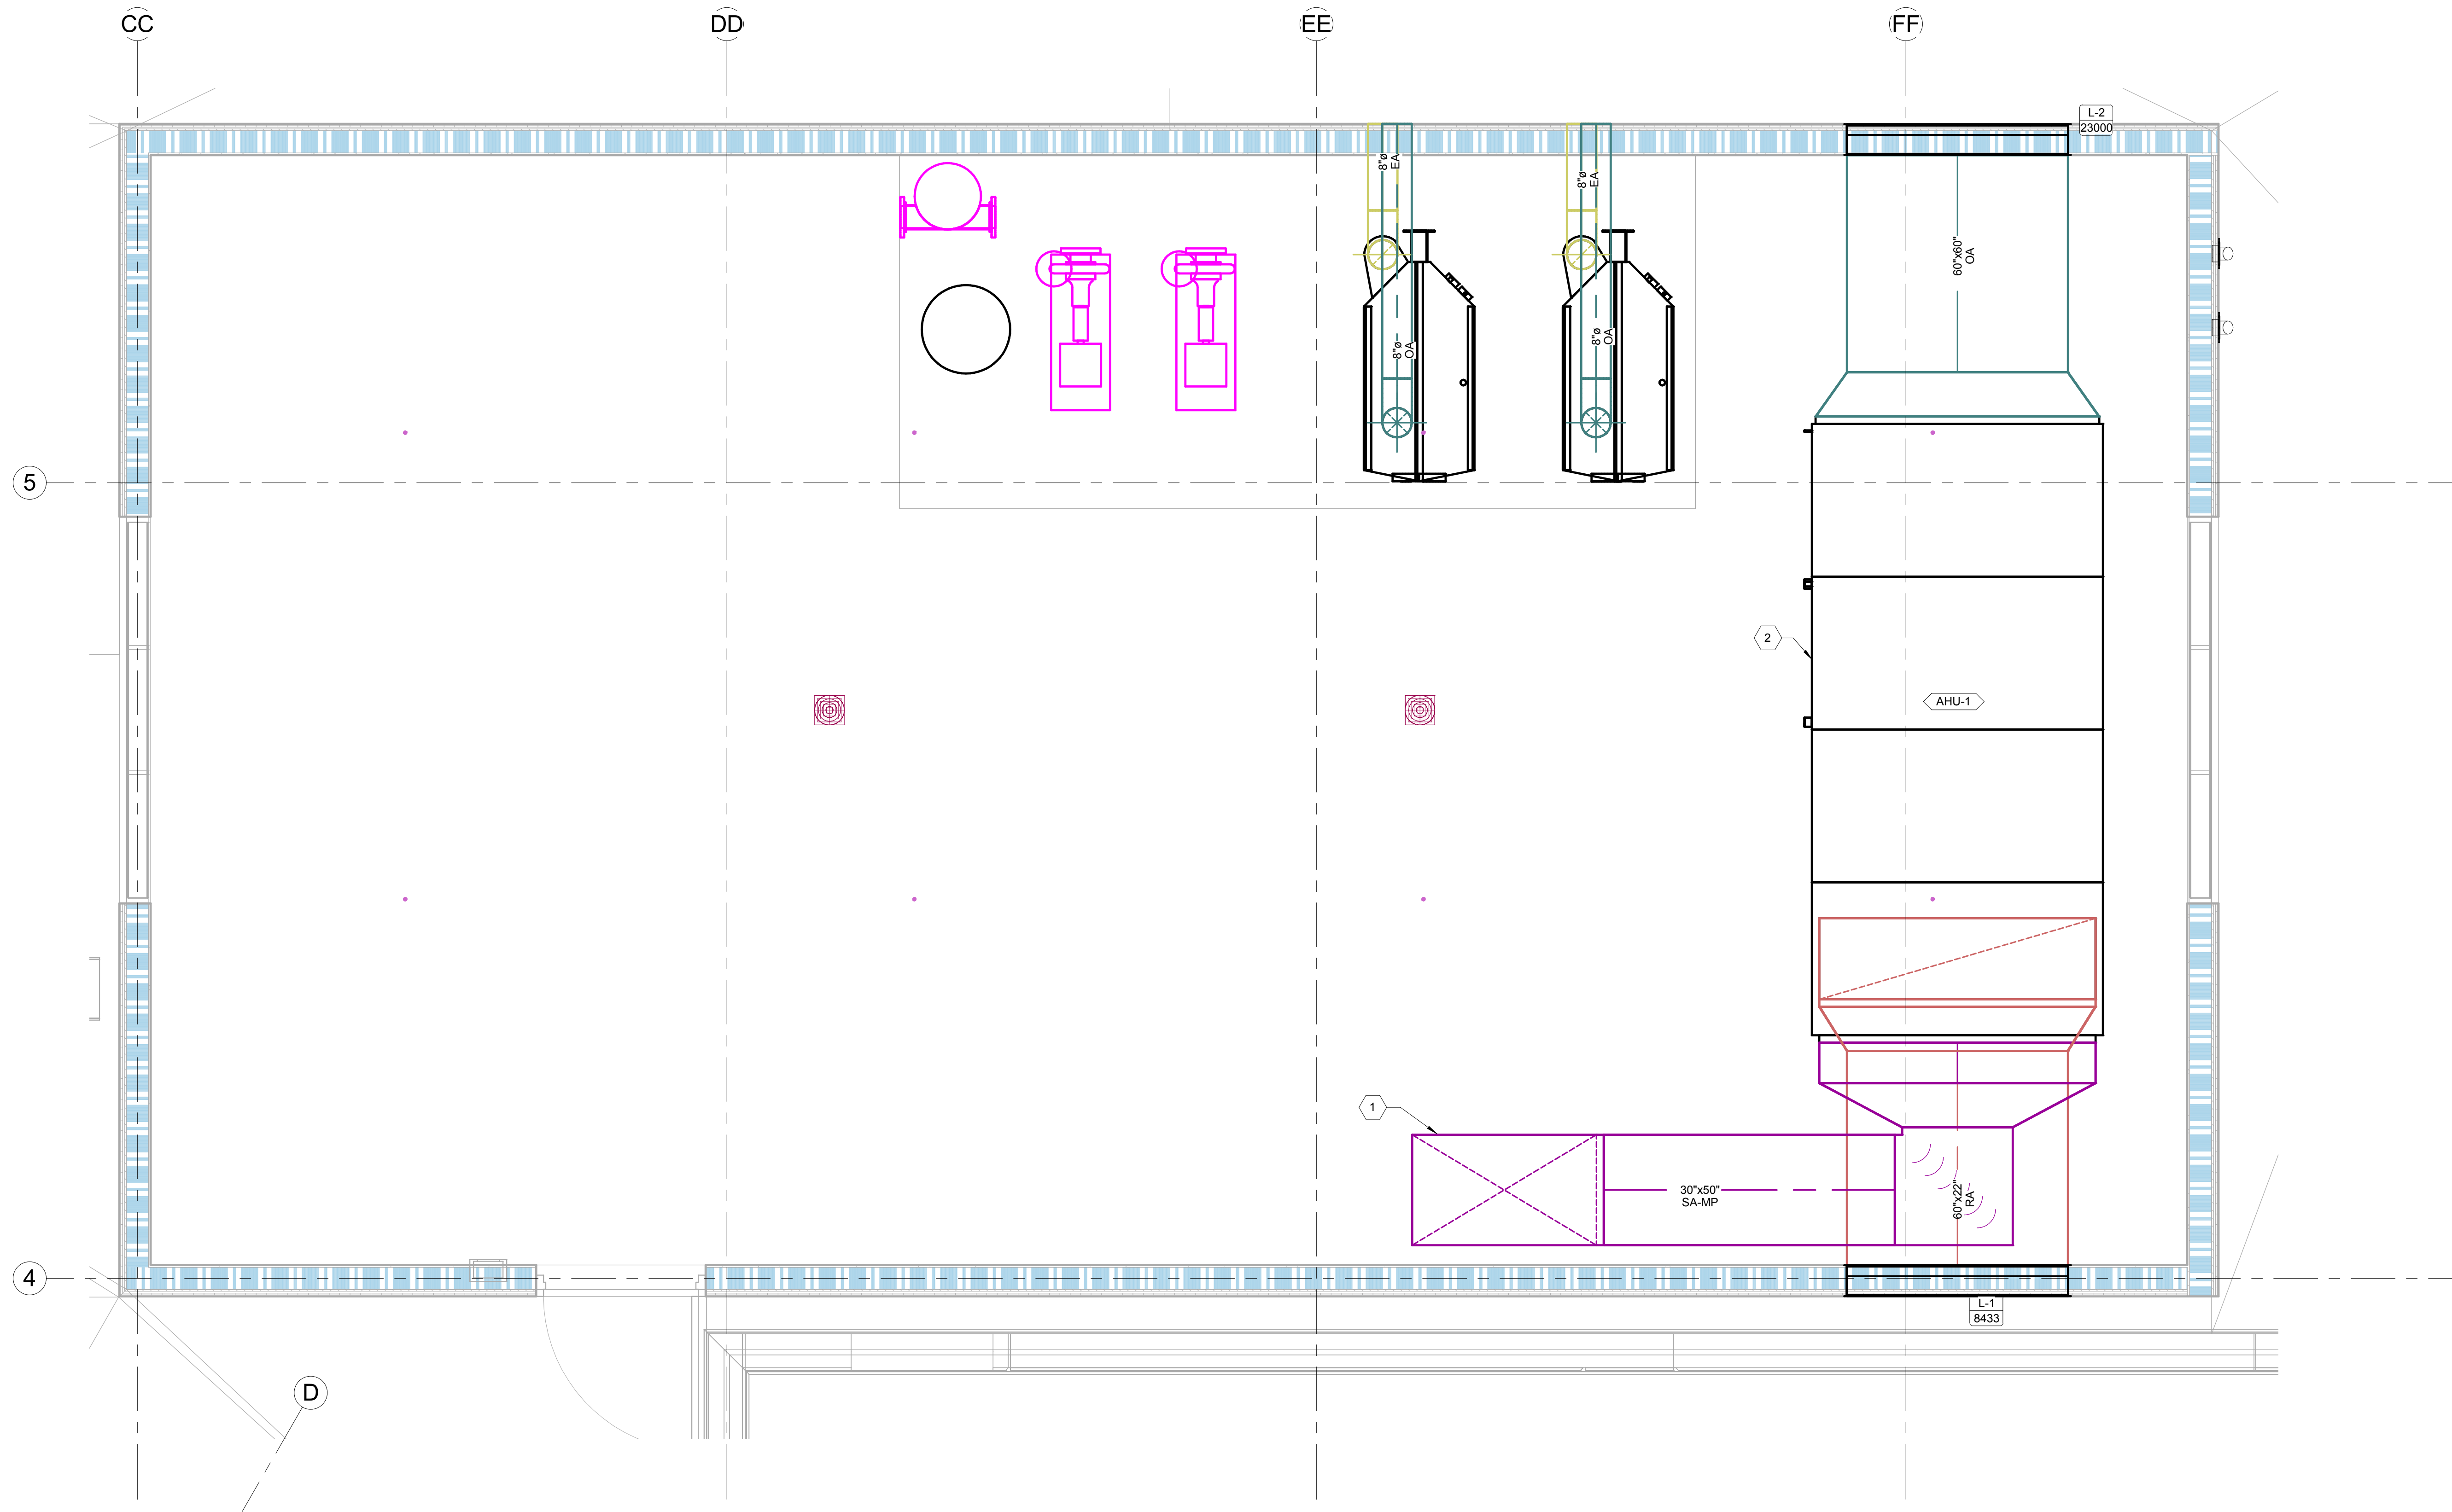 CC
DD
EE
FF
L-2
23000
8"ø
EA
8"ø
EA
60"x60"
OA
8"ø
OA
8"ø
OA
5
2
AHU-1
1
30"x50"
SA-MP
60"x22"
RA
4
L-1
8433
D